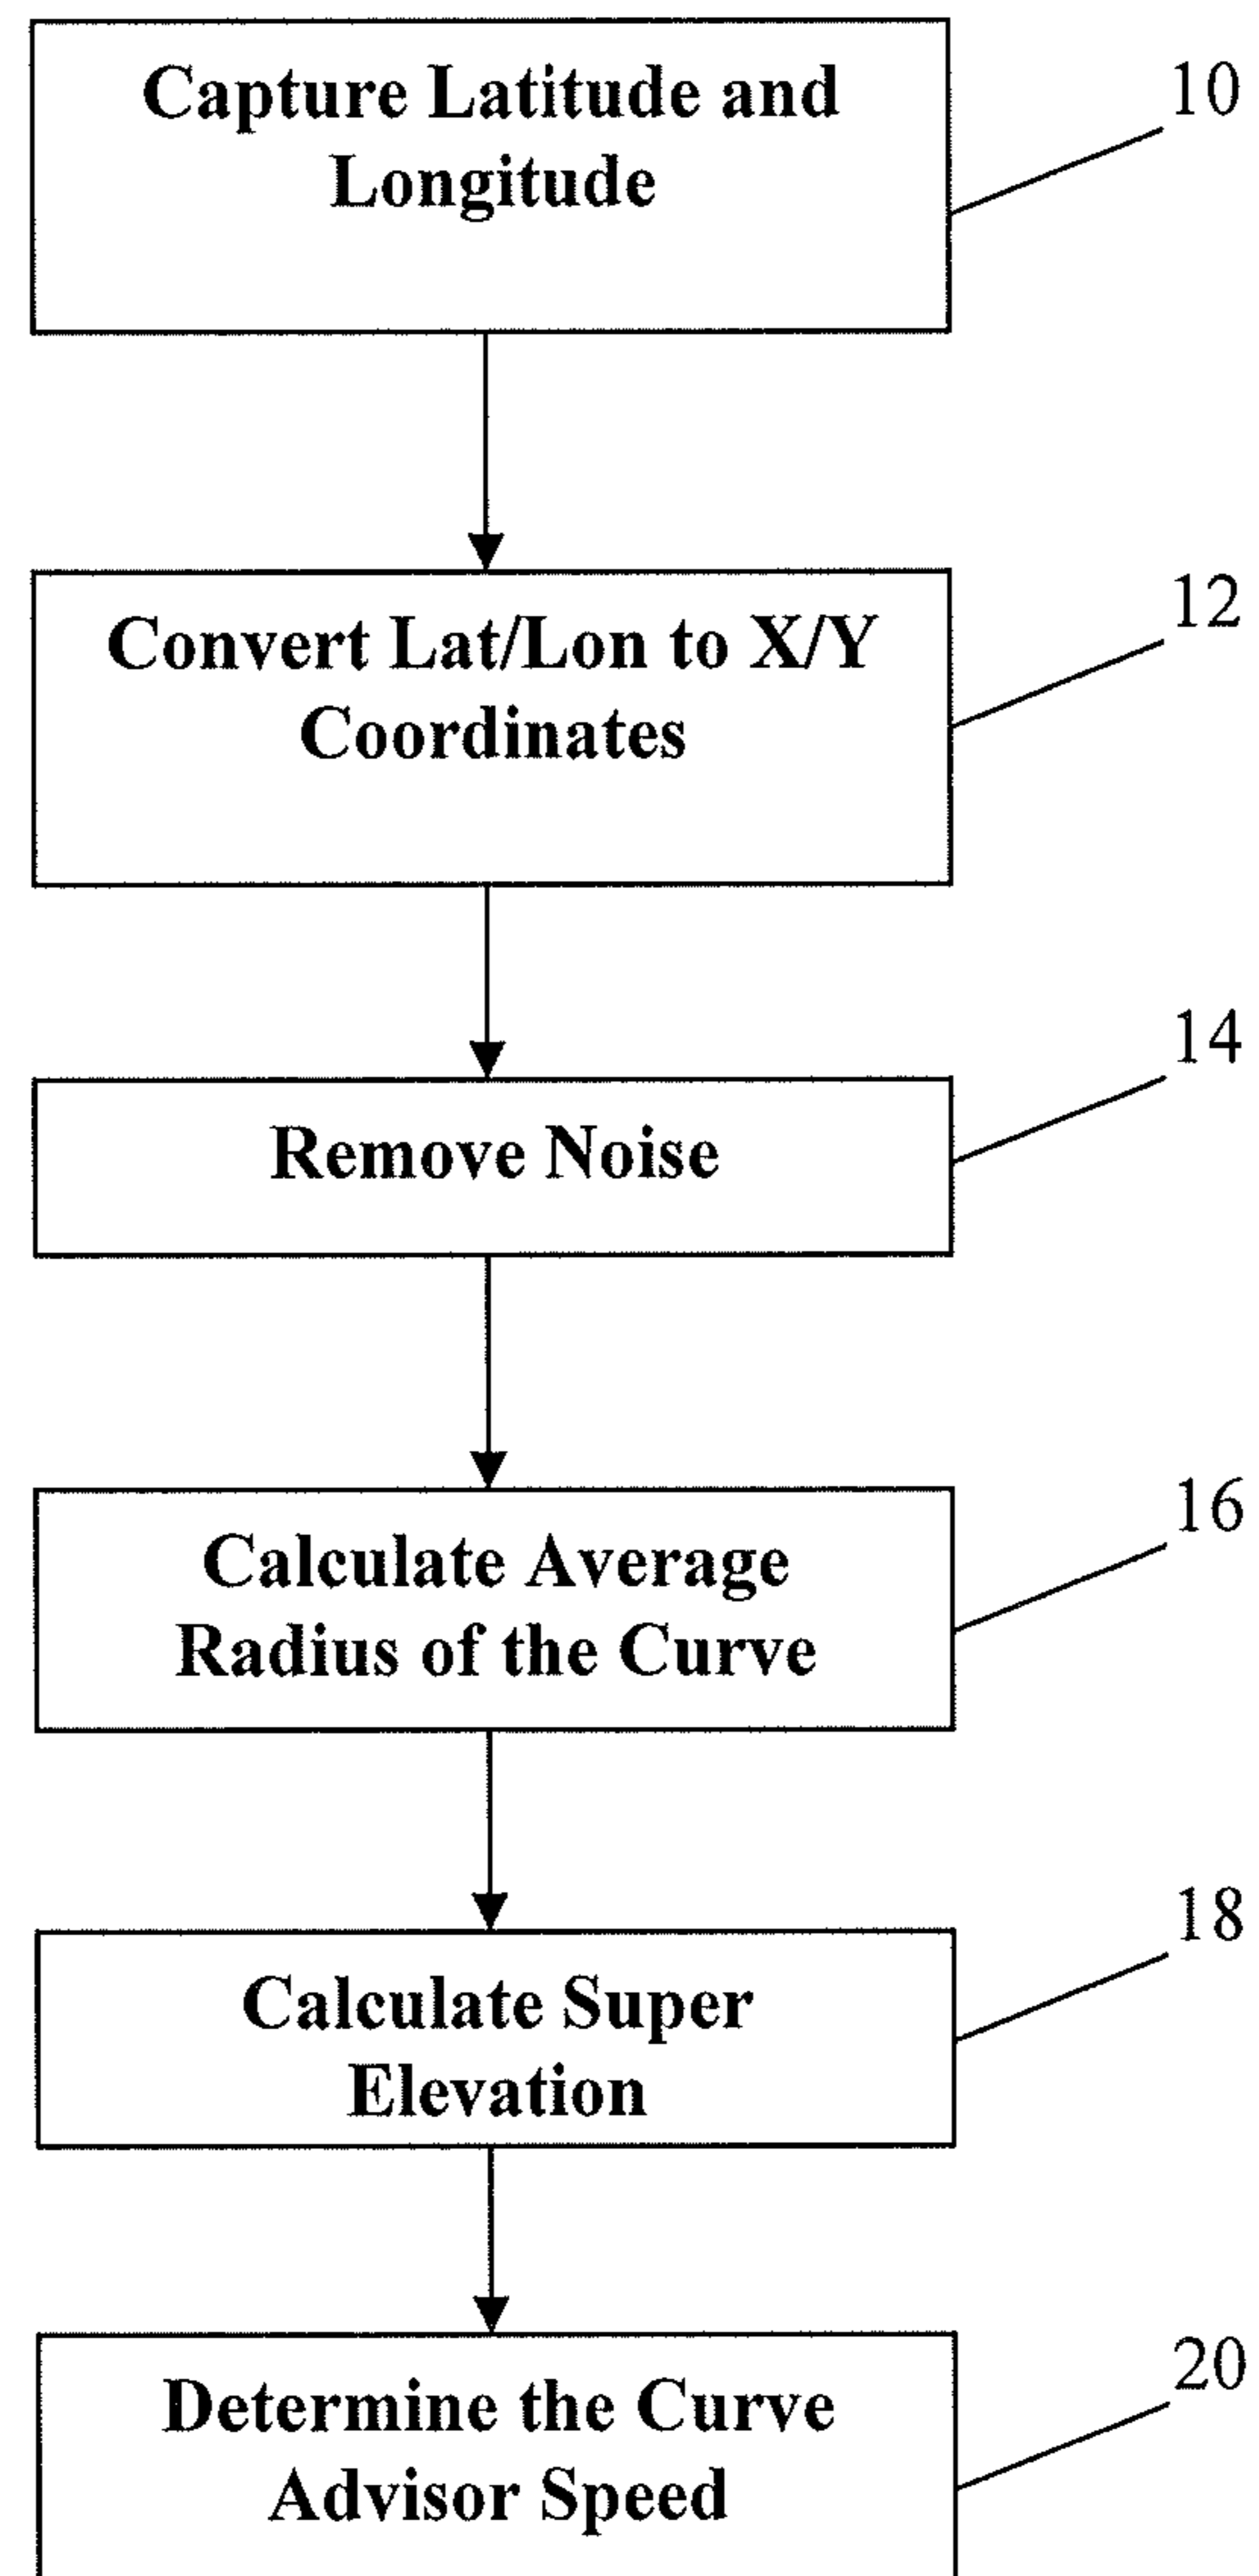 Capture Latitude and
Longitude
10
Convert Lat/Lon to X/Y
Coordinates
12
Remove Noise
14
Calculate Average
Radius of the Curve
16
Calculate Super
Elevation
18
Determine the Curve
Advisor Speed
20